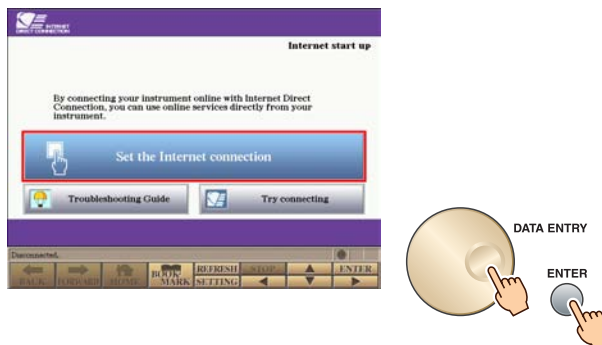 INTERNET
DIRECT CONNECTION
Internet start up
By connecting your instrument online with Internet Direct
Connection, you can use online services directly from your
instrument.
Set the Internet connection
Troubleshooting Guide
Try connecting
Disconnected.
BACK FORWARD HOME BOOK MARK REFRESH SETTING STOP ENTER
DATA ENTRY
ENTER